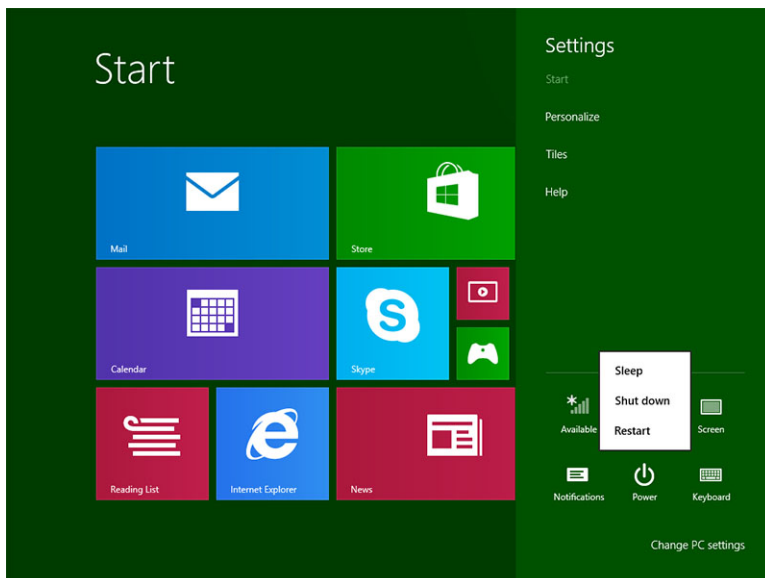 Start
Mail
Store
Calendar
Skype
Reading List
Internet Explorer
News
Settings
Start
Personalize
Tiles
Help
Sleep
Shut down
Restart
Available
Screen
Notifications
Power
Keyboard
Change PC settings